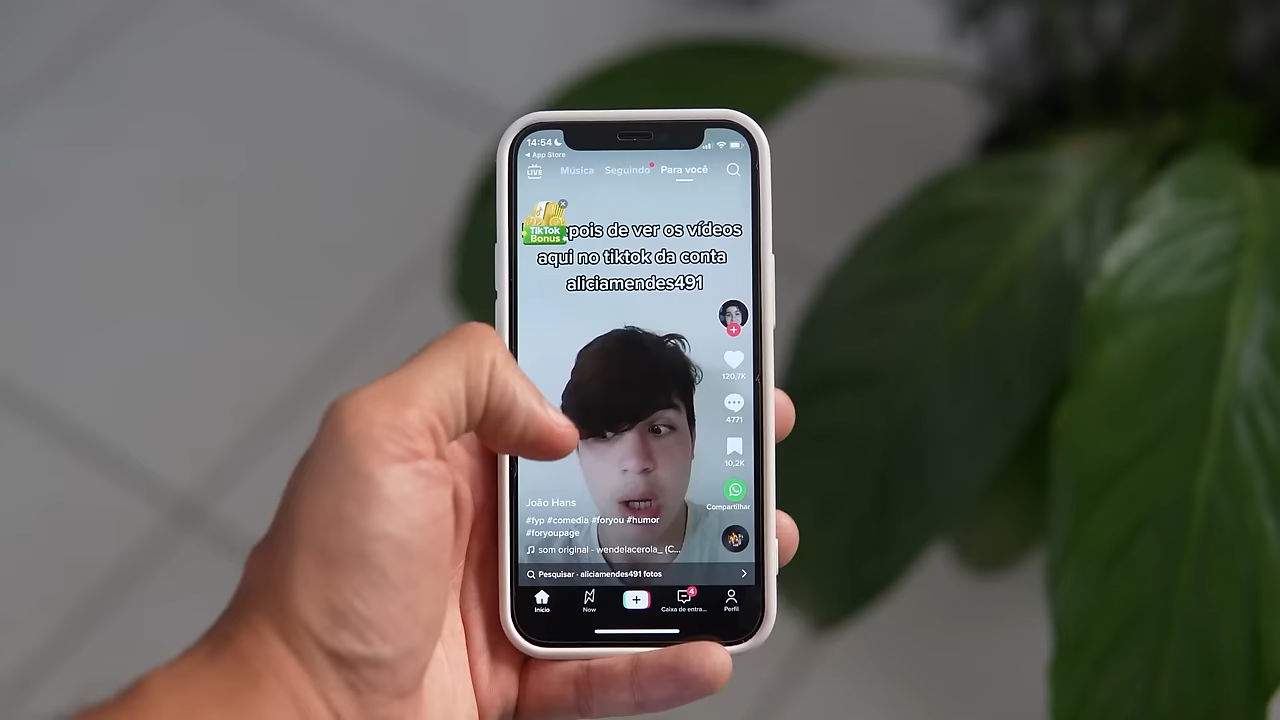 14:54
App Store
LIVE
Música
Seguindo
Para você
TikTok
Bonus
pois de ver os vídeos
aqui no tiktok da conta
aliciamendes491
120,7K
4771
10,2K
Compartilhar
João Hans
#fyp #comedia #foryou #humor
#foryoupage
som original - wendelacerola_ (C...
Pesquisar · aliciamendes491 fotos
4
Início
Now
Caixa de entra...
Perfil